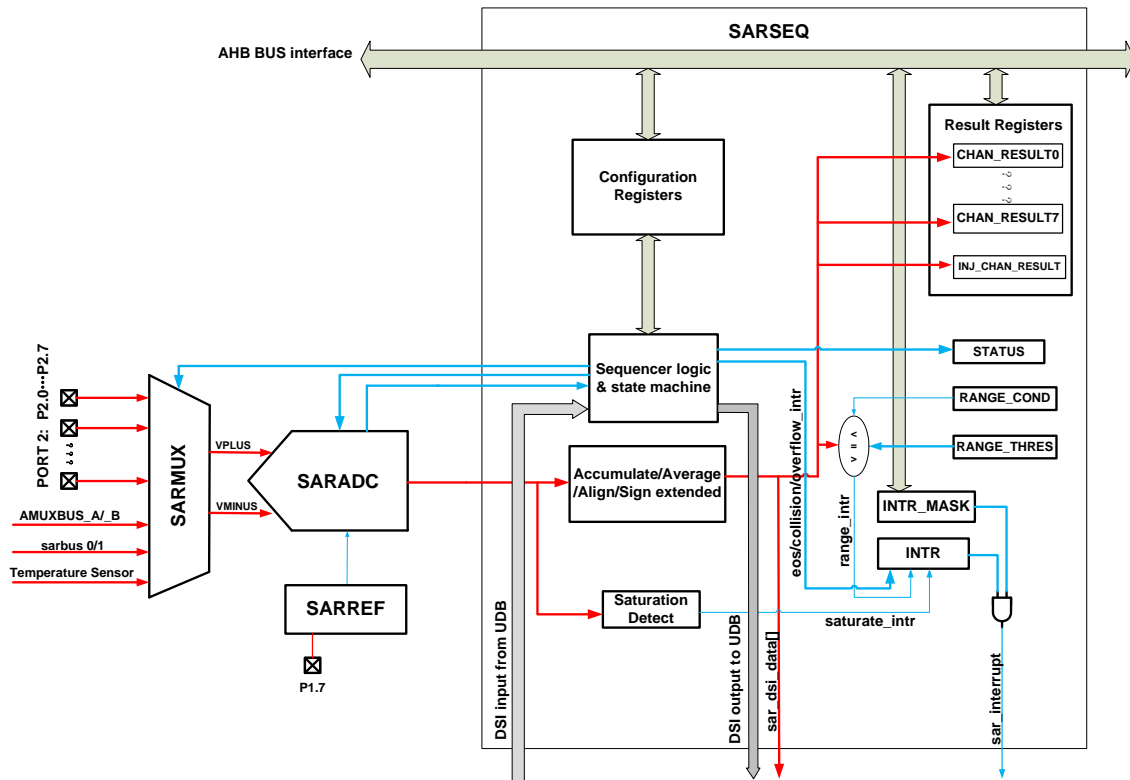 SARSEQ
AHB BUS interface
Result Registers
CHAN_RESULT0
? ? ?
CHAN_RESULT7
INJ_CHAN_RESULT
Configuration
Registers
Sequencer logic
& state machine
STATUS
RANGE_COND
RANGE_THRES
< = >
PORT 2: P2.0···P2.7
SARMUX
VPLUS
VMINUS
SARADC
Accumulate/Average
/Align/Sign extended
eos/collision/overflow_intr
range_intr
INTR_MASK
INTR
AMUXBUS_A/_B
sarbus 0/1
Temperature Sensor
SARREF
P1.7
Saturation
Detect
saturate_intr
DSI input from UDB
DSI output to UDB
sar_dsi_data[]
sar_interrupt